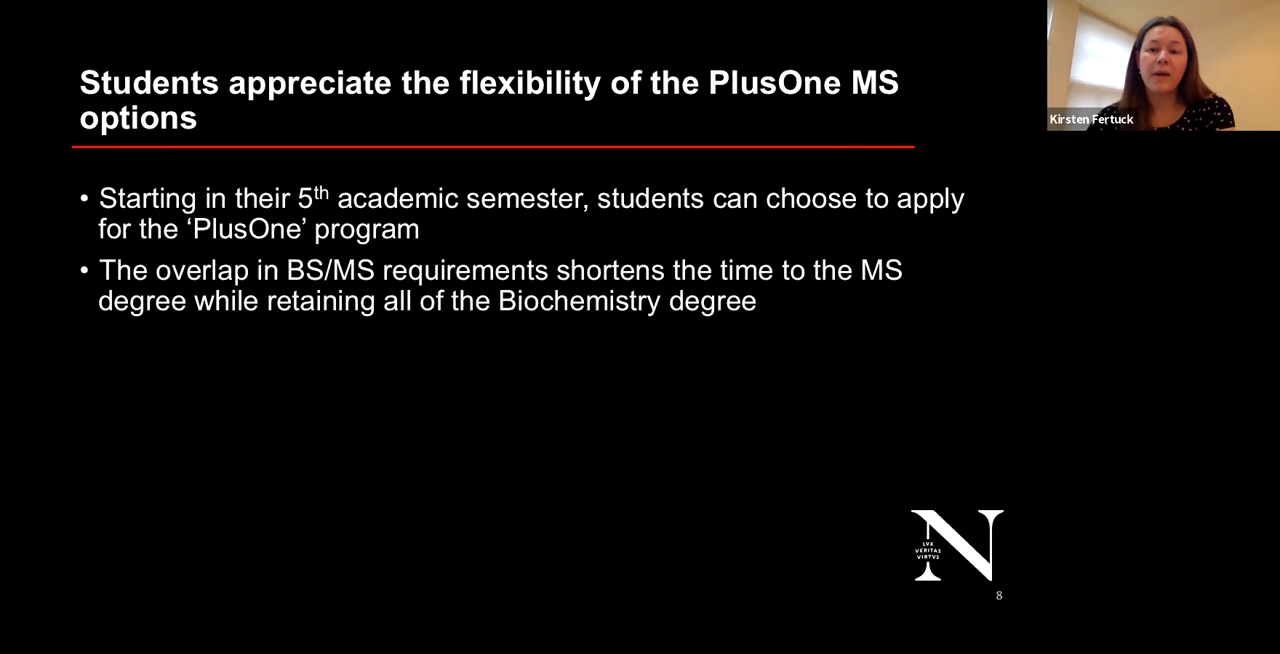 Students appreciate the flexibility of the PlusOne MS
options
Kirsten Fertuck
• Starting in their 5th academic semester, students can choose to apply
for the ‘PlusOne’ program
• The overlap in BS/MS requirements shortens the time to the MS
degree while retaining all of the Biochemistry degree
LVX
VERITAS
VIRTVS
8